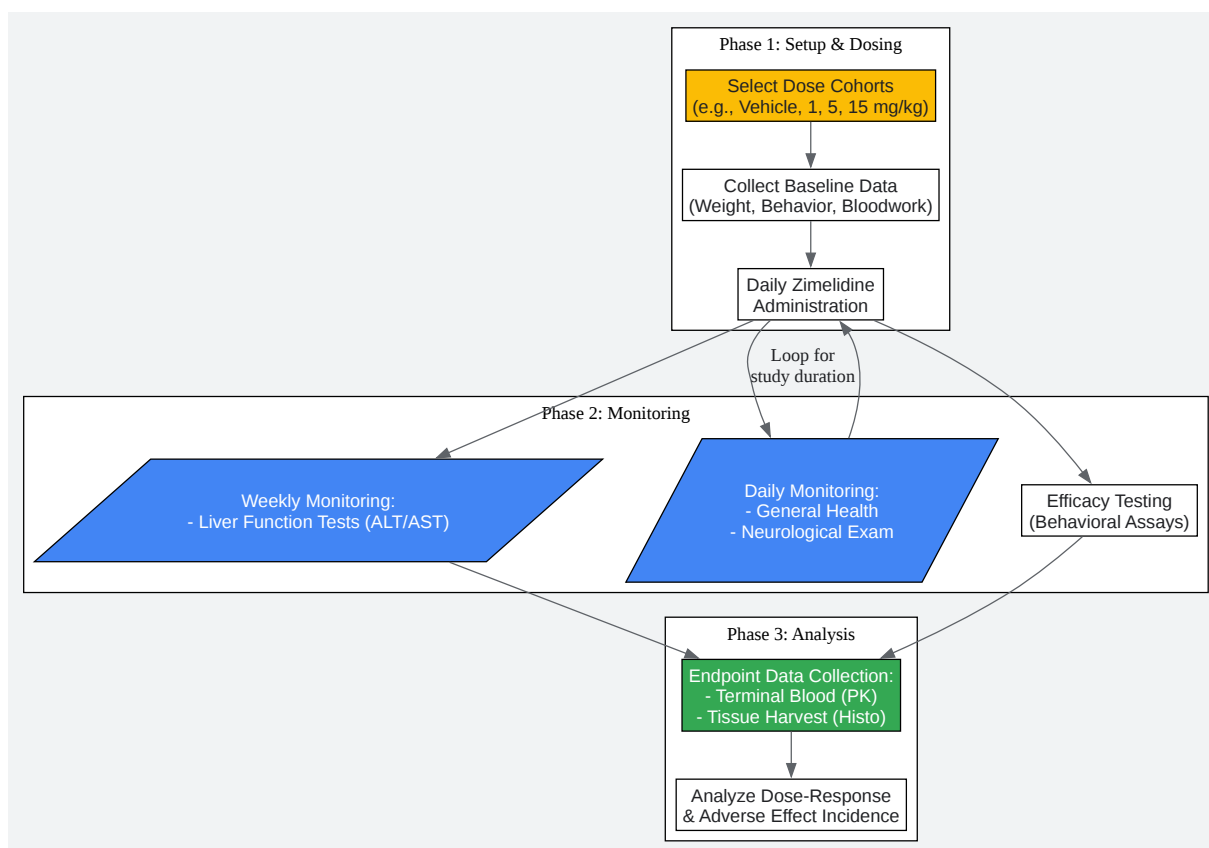 Phase 1: Setup & Dosing
Select Dose Cohorts
(e.g., Vehicle, 1, 5, 15 mg/kg)
Collect Baseline Data
(Weight, Behavior, Bloodwork)
Daily Zimelidine
Administration
Loop for
study duration
Phase 2: Monitoring
Weekly Monitoring:
- Liver Function Tests (ALT/AST)
Daily Monitoring:
- General Health
- Neurological Exam
Efficacy Testing
(Behavioral Assays)
Phase 3: Analysis
Endpoint Data Collection:
- Terminal Blood (PK)
- Tissue Harvest (Histo)
Analyze Dose-Response
& Adverse Effect Incidence